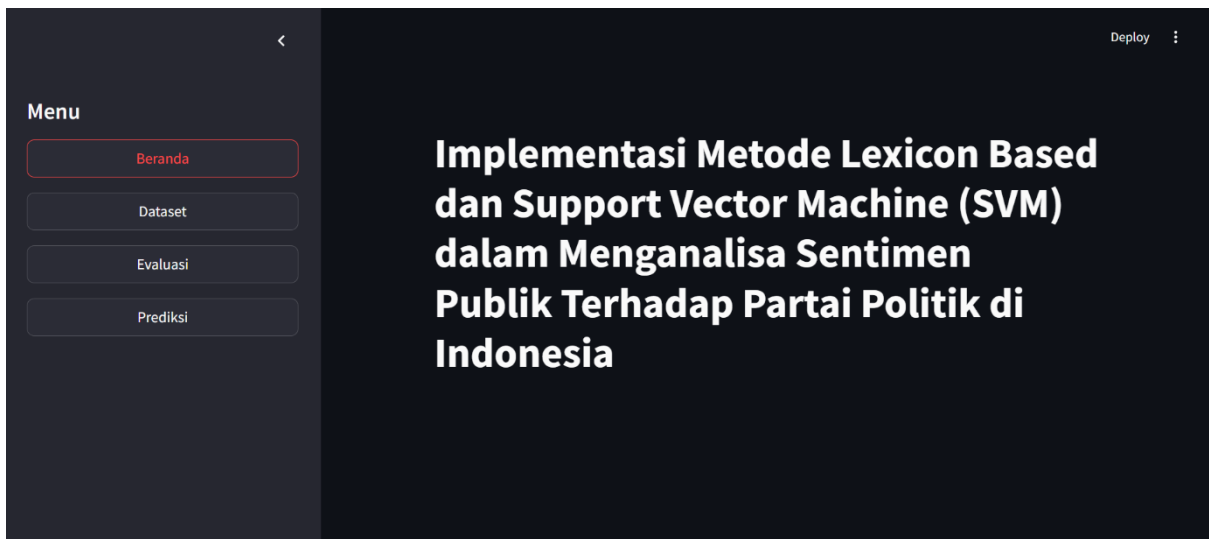 Deploy
Menu
Beranda
Dataset
Evaluasi
Prediksi
Implementasi Metode Lexicon Based
dan Support Vector Machine (SVM)
dalam Menganalisa Sentimen
Publik Terhadap Partai Politik di
Indonesia